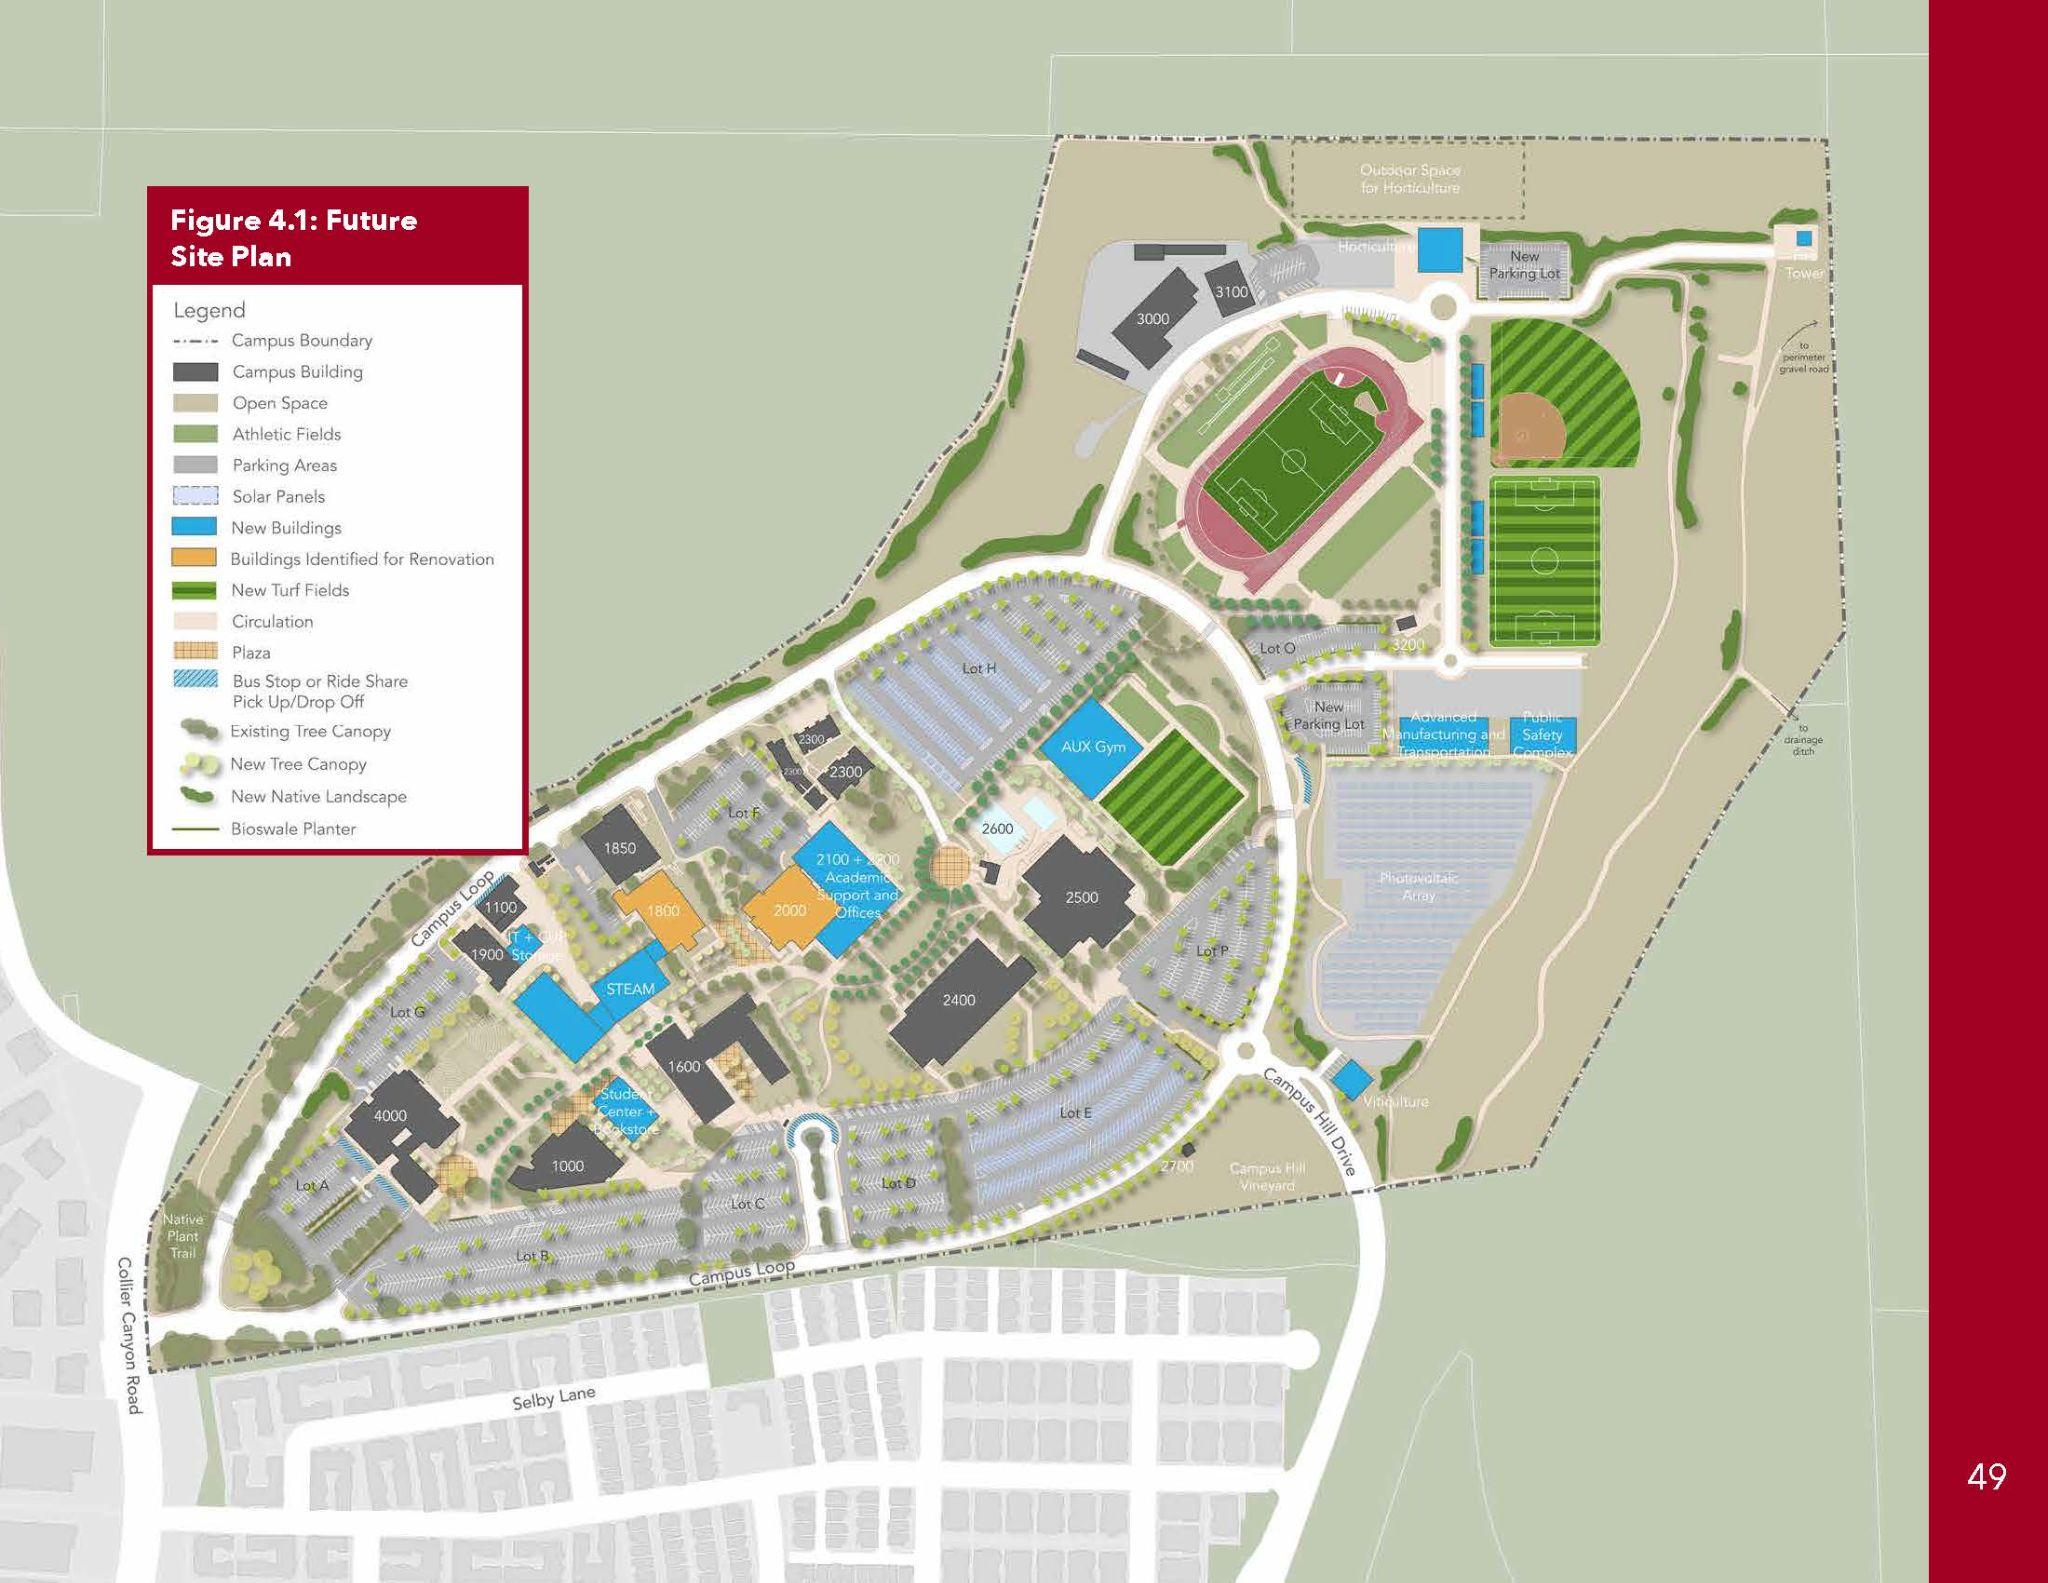 Figure 4.1: Future
Site Plan
Legend
Campus Boundary
Campus Building
Open Space
Athletic Fields
Parking Areas
Solar Panels
New Buildings
Buildings Identified for Renovation
New Turf Fields
Circulation
Plaza
Bus Stop or Ride Share
Pick Up/Drop Off
Existing Tree Canopy
New Tree Canopy
New Native Landscape
Bioswale Planter
Outdoor Space
for Horticulture
Horticulture
New
Parking Lot
Tower
3100
3000
to
perimeter
gravel road
Lot O
3200
Lot H
New
Parking Lot
Advanced
Manufacturing and
Transportation
Public
Safety
Complex
to
drainage
ditch
AUX Gym
2300
2300
2300
Lot F
2600
1850
2100 + 2200
Academic
Support and
Offices
Photovoltaic
Array
2500
1800
2000
1100
Campus Loop
IT + CUP
Storage
1900
Lot P
STEAM
2400
Lot G
1600
Student
Center +
Bookstore
4000
Lot E
Campus Hill Drive
Viticulture
1000
2700
Campus Hill
Vineyard
Lot A
Lot D
Lot C
Native
Plant
Trail
Lot B
Campus Loop
Collier Canyon Road
Selby Lane
49